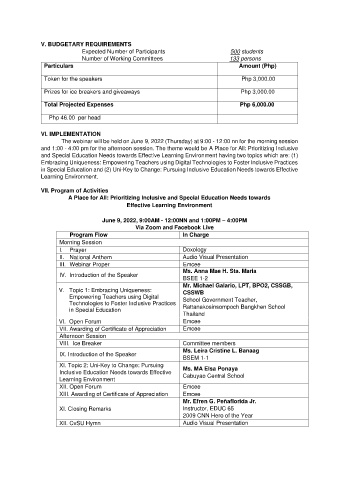 V. BUDGETARY REQUIREMENTS
Expected Number of Participants 500 students
Number of Working Committees 133 persons
Particulars Amount (Php)
Token for the speakers Php 3,000.00
Prizes for ice breakers and giveaways Php 3,000.00
Total Projected Expenses Php 6,000.00
Php 46.00 per head
VI. IMPLEMENTATION
The webinar will be held on June 9, 2022 (Thursday) at 9:00 - 12:00 nn for the morning session
and 1:00 - 4:00 pm for the afternoon session. The theme would be A Place for All: Prioritizing Inclusive
and Special Education Needs towards Effective Learning Environment having two topics which are: (1)
Embracing Uniqueness: Empowering Teachers using Digital Technologies to Foster Inclusive Practices
in Special Education and (2) Uni-Key to Change: Pursuing Inclusive Education Needs towards Effective
Learning Environment.
VII. Program of Activities
A Place for All: Prioritizing Inclusive and Special Education Needs towards
Effective Learning Environment
June 9, 2022, 9:00AM - 12:00NN and 1:00PM – 4:00PM
Via Zoom and Facebook Live
Program Flow In Charge
Morning Session
I. Prayer Doxology
II. National Anthem Audio Visual Presentation
III. Webinar Proper Emcee
IV. Introduction of the Speaker
Ms. Anna Mae H. Sta. Maria
BSEE 1-2
V. Topic 1: Embracing Uniqueness:
Empowering Teachers using Digital
Technologies to Foster Inclusive Practices
in Special Education
Mr. Michael Galario, LPT, BPO2, CSSGB,
CSSWB
School Government Teacher,
Rattanakosinsompoch Bangkhen School
Thailand
VI. Open Forum Emcee
VII. Awarding of Certificate of Appreciation Emcee
Afternoon Session
VIII. Ice Breaker Committee members
IX. Introduction of the Speaker
Ms. Leira Cristine L. Banaag
BSEM 1-1
XI. Topic 2: Uni-Key to Change: Pursuing
Inclusive Education Needs towards Effective
Learning Environment:
Ms. MA Elsa Ponaya
Cabuyao Central School
XII. Open Forum Emcee
XIII. Awarding of Certificate of Appreciation Emcee
XI. Closing Remarks
Mr. Efren G. Peñaflorida Jr.
Instructor, EDUC 65
2009 CNN Hero of the Year
XII. CvSU Hymn Audio Visual Presentation